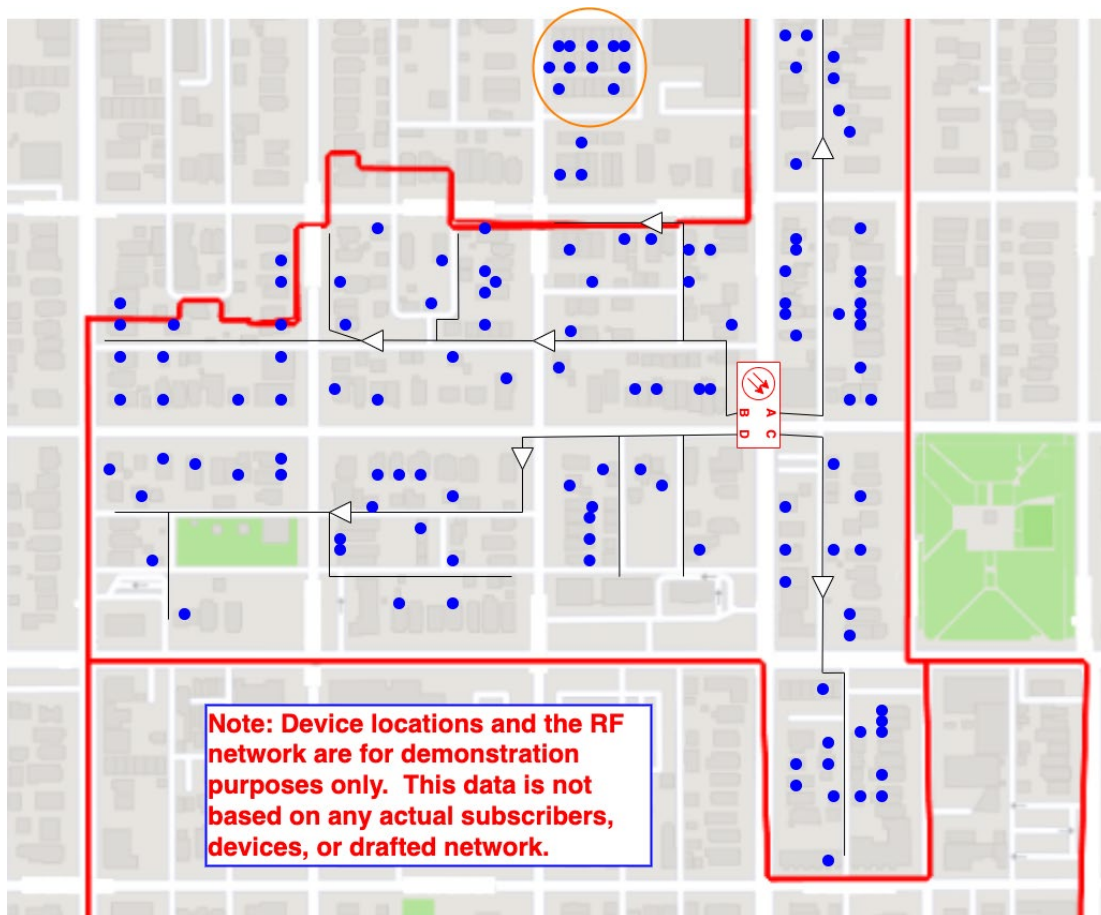 B A
D C
Note: Device locations and the RF
network are for demonstration
purposes only. This data is not
based on any actual subscribers,
devices, or drafted network.